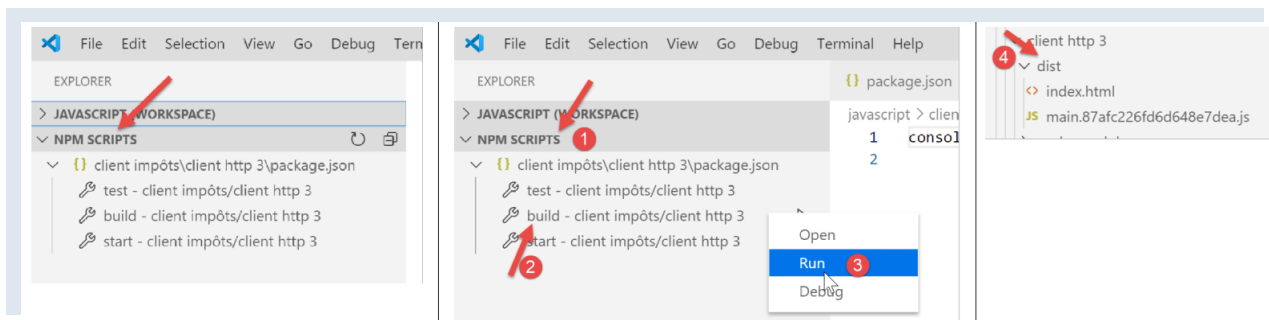 File Edit Selection View Go Debug Tern
EXPLORER
JAVASCRIPT (WORKSPACE)
NPM SCRIPTS
{} client impôts\client http 3\package.json
test - client impôts/client http 3
build - client impôts/client http 3
start - client impôts/client http 3
File Edit Selection View Go Debug Terminal Help
EXPLORER
{} package.json
JAVASCRIPT (WORKSPACE)
javascript > clien
NPM SCRIPTS 1
1 consol
{} client impôts\client http 3\package.json
2
test - client impôts/client http 3
build - client impôts/client http 3
start - client impôts/client http 3
2
Open
Run 3
Debug
client http 3
4
dist
<> index.html
JS main.87afc226fd6d648e7dea.js